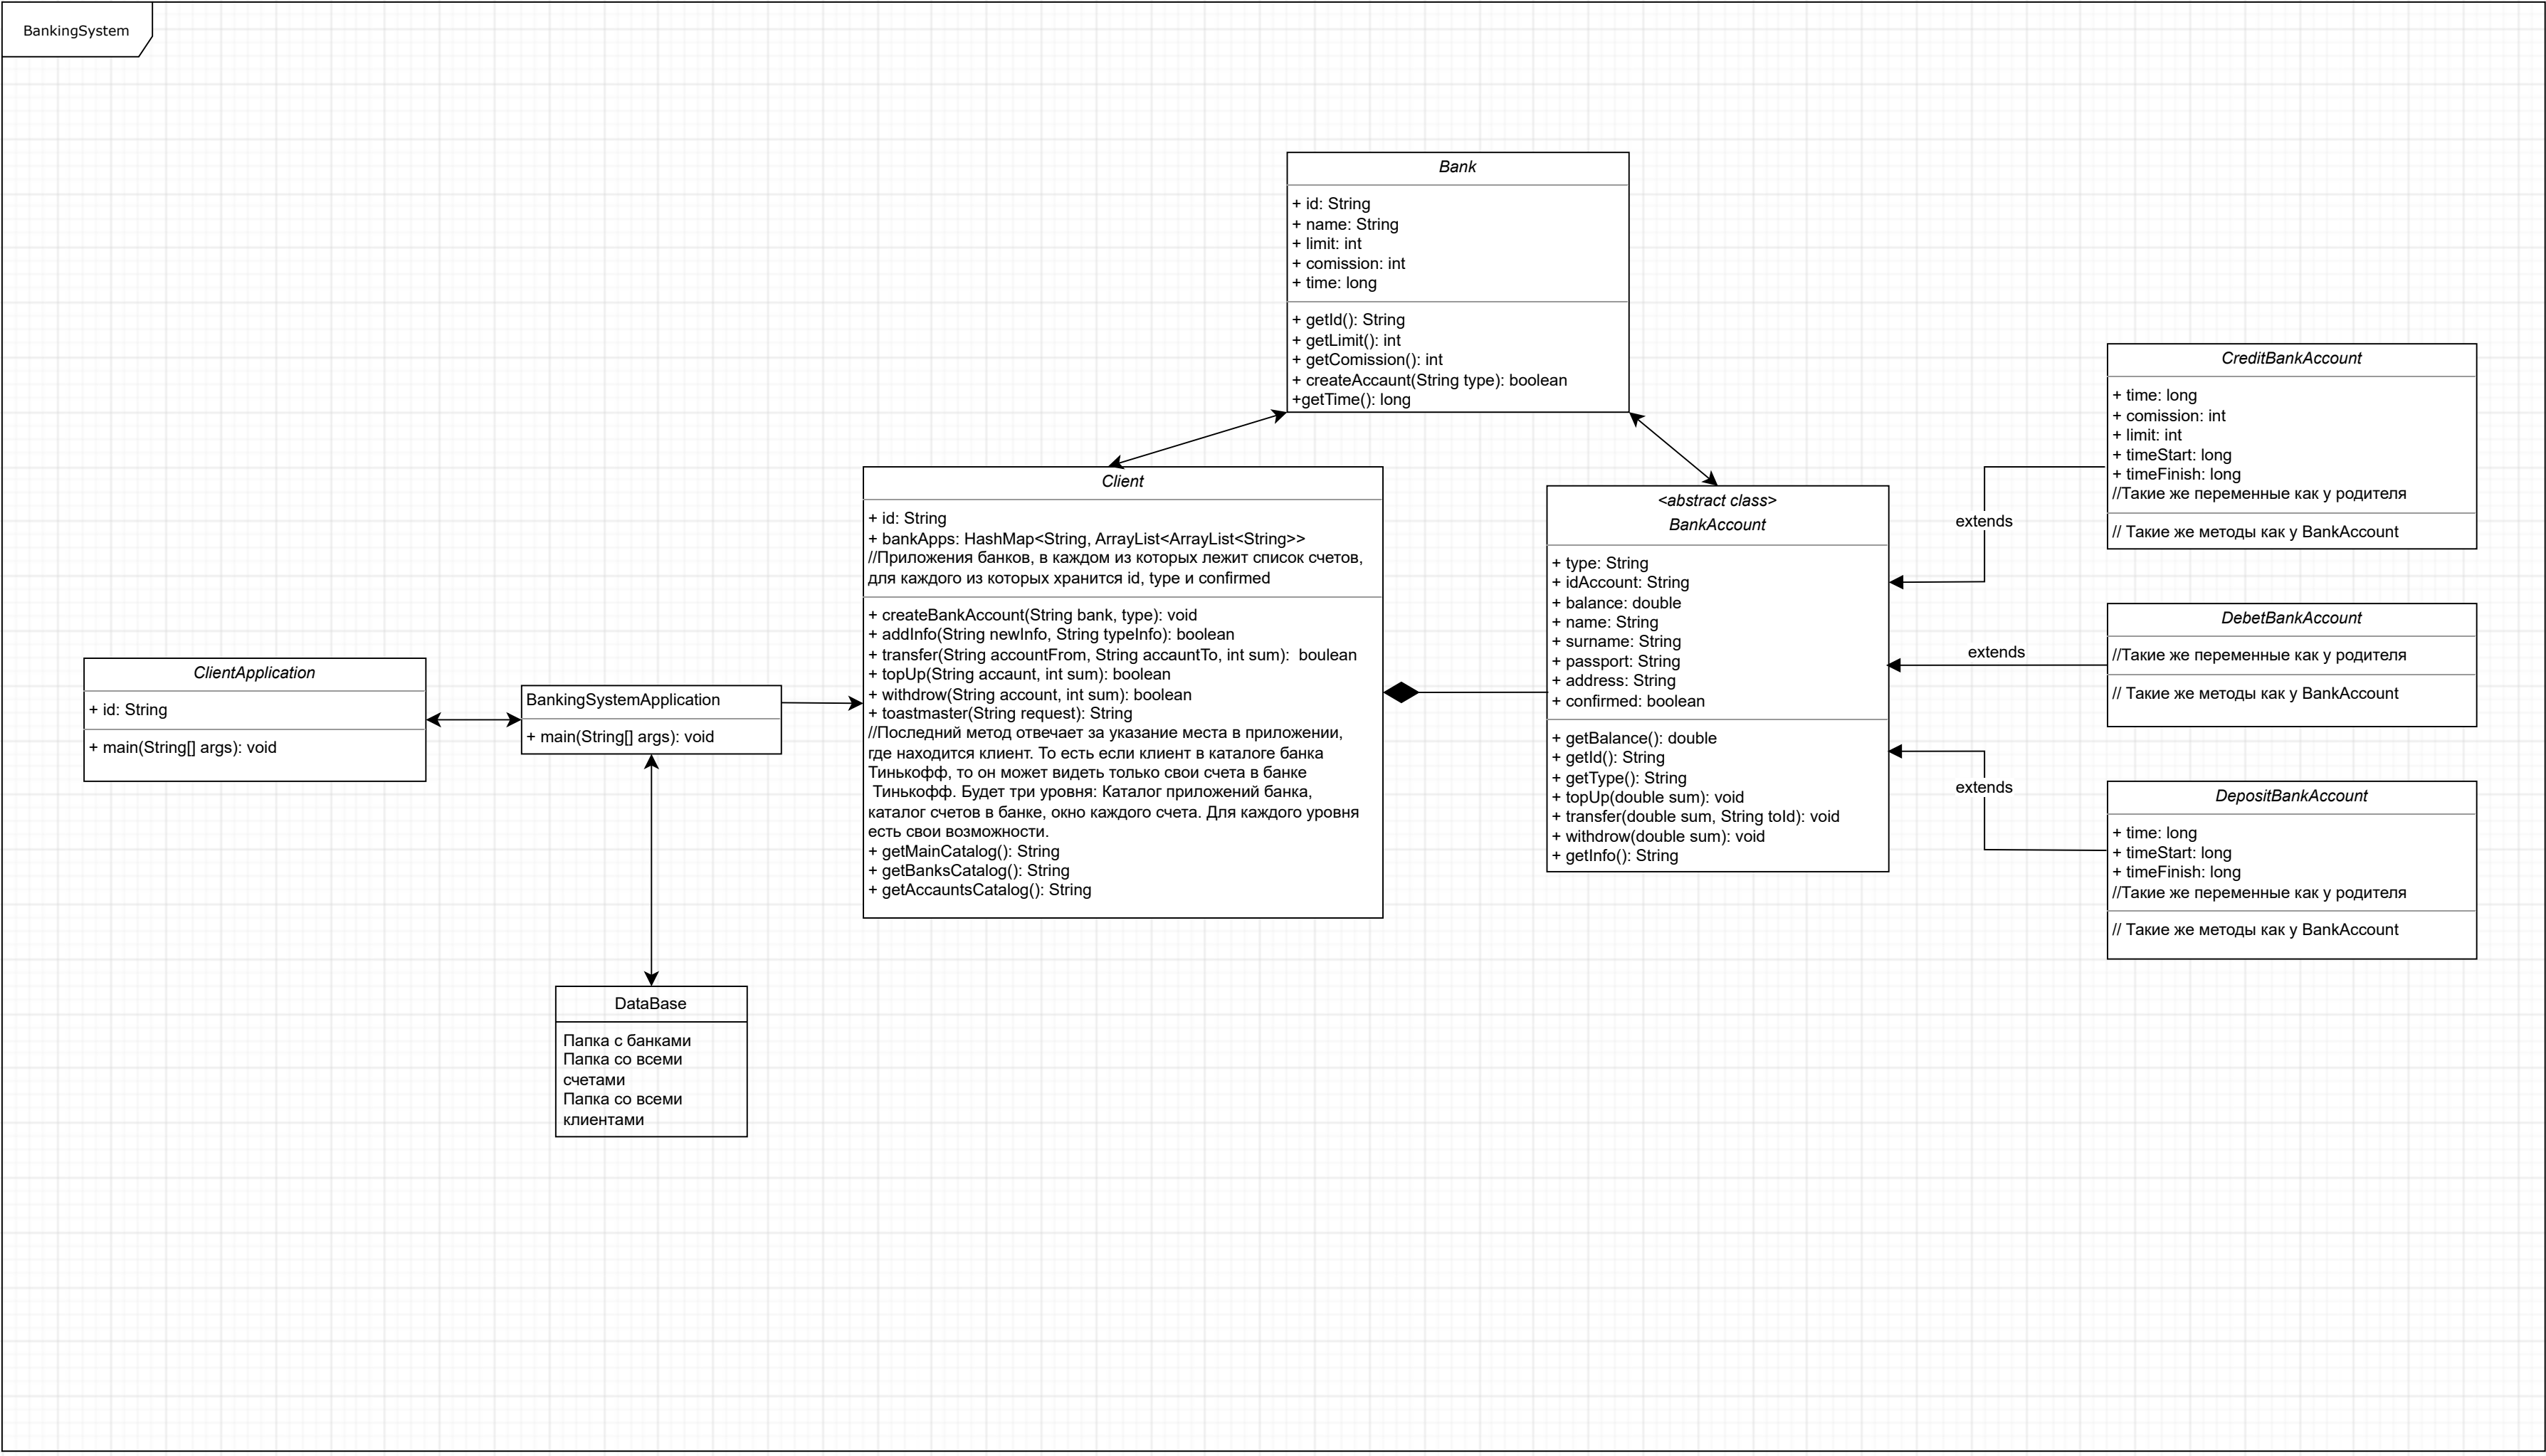 BankingSystem
Bank
+ id: String
+ name: String
+ limit: int
+ comission: int
+ time: long
+ getId(): String
+ getLimit(): int
+ getComission(): int
+ createAccaunt(String type): boolean
+getTime(): long
Client
+ id: String
+ bankApps: HashMap<String, ArrayList<ArrayList<String>>
//Приложения банков, в каждом из которых лежит список счетов,
для каждого из которых хранится id, type и confirmed
+ createBankAccount(String bank, type): void
+ addInfo(String newInfo, String typeInfo): boolean
+ transfer(String accountFrom, String accauntTo, int sum):  boulean
+ topUp(String accaunt, int sum): boolean
+ withdrow(String account, int sum): boolean
+ toastmaster(String request): String
//Последний метод отвечает за указание места в приложении,
где находится клиент. То есть если клиент в каталоге банка
Тинькофф, то он может видеть только свои счета в банке
Тинькофф. Будет три уровня: Каталог приложений банка,
каталог счетов в банке, окно каждого счета. Для каждого уровня
есть свои возможности.
+ getMainCatalog(): String
+ getBanksCatalog(): String
+ getAccauntsCatalog(): String
<abstract class>
BankAccount
+ type: String
+ idAccount: String
+ balance: double
+ name: String
+ surname: String
+ passport: String
+ address: String
+ confirmed: boolean
+ getBalance(): double
+ getId(): String
+ getType(): String
+ topUp(double sum): void
+ transfer(double sum, String toId): void
+ withdrow(double sum): void
+ getInfo(): String
extends
extends
extends
CreditBankAccount
+ time: long
+ comission: int
+ limit: int
+ timeStart: long
+ timeFinish: long
//Такие же переменные как у родителя
// Такие же методы как у BankAccount
DebetBankAccount
//Такие же переменные как у родителя
// Такие же методы как у BankAccount
DepositBankAccount
+ time: long
+ timeStart: long
+ timeFinish: long
//Такие же переменные как у родителя
// Такие же методы как у BankAccount
ClientApplication
+ id: String
+ main(String[] args): void
BankingSystemApplication
+ main(String[] args): void
DataBase
Папка с банками
Папка со всеми
счетами
Папка со всеми
клиентами